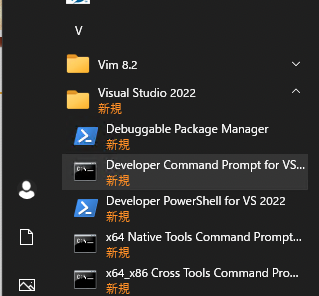 V
Vim 8.2
Visual Studio 2022
新規
Debuggable Package Manager
新規
Developer Command Prompt for VS...
新規
Developer PowerShell for VS 2022
新規
x64 Native Tools Command Prompt...
新規
x64_x86 Cross Tools Command Pro...
新規